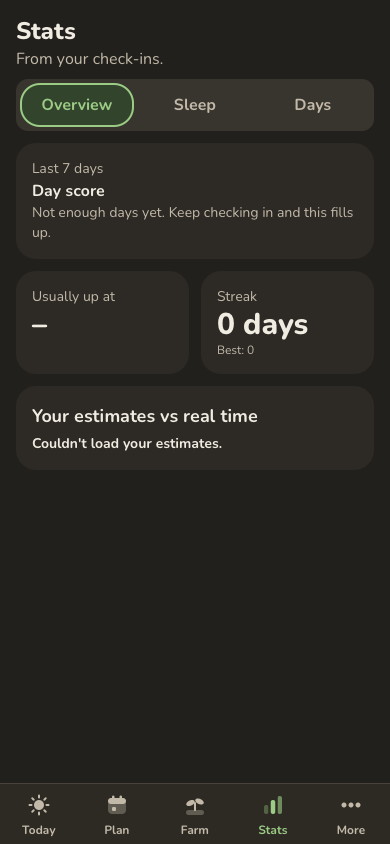 Stats
From your check-ins.
Overview
Sleep
Days
Last 7 days
Day score
Not enough days yet. Keep checking in and this fills
up.
Usually up at
–
Streak
0 days
Best: 0
Your estimates vs real time
Couldn't load your estimates.
Today
Plan
Farm
Stats
More